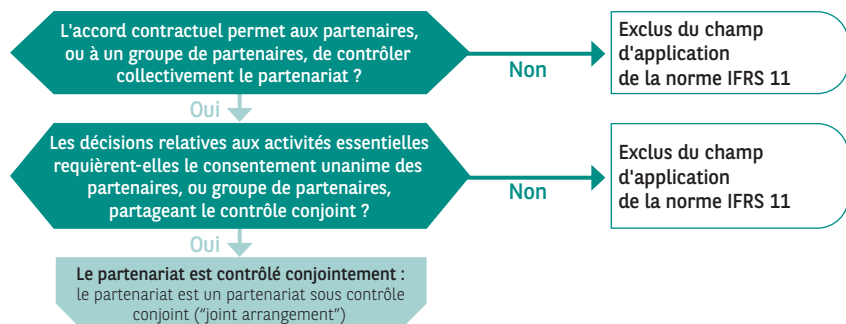 L'accord contractuel permet aux partenaires,
ou à un groupe de partenaires, de contrôler
collectivement le partenariat ?
Non
Exclus du champ
d'application
de la norme IFRS 11
Oui
Les décisions relatives aux activités essentielles
requièrent-elles le consentement unanime des
partenaires, ou groupe de partenaires,
partageant le contrôle conjoint ?
Non
Exclus du champ
d'application
de la norme IFRS 11
Oui
Le partenariat est contrôlé conjointement :
le partenariat est un partenariat sous contrôle
conjoint (“joint arrangement”)